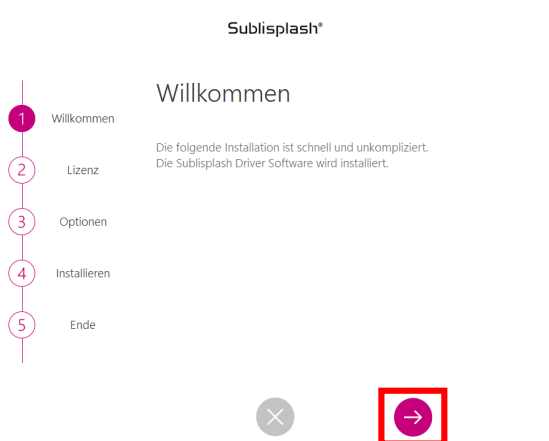 Sublisplash®
Willkommen
1 Willkommen
Die folgende Installation ist schnell und unkompliziert.
Die Sublisplash Driver Software wird installiert.
2 Lizenz
3 Optionen
4 Installieren
5 Ende